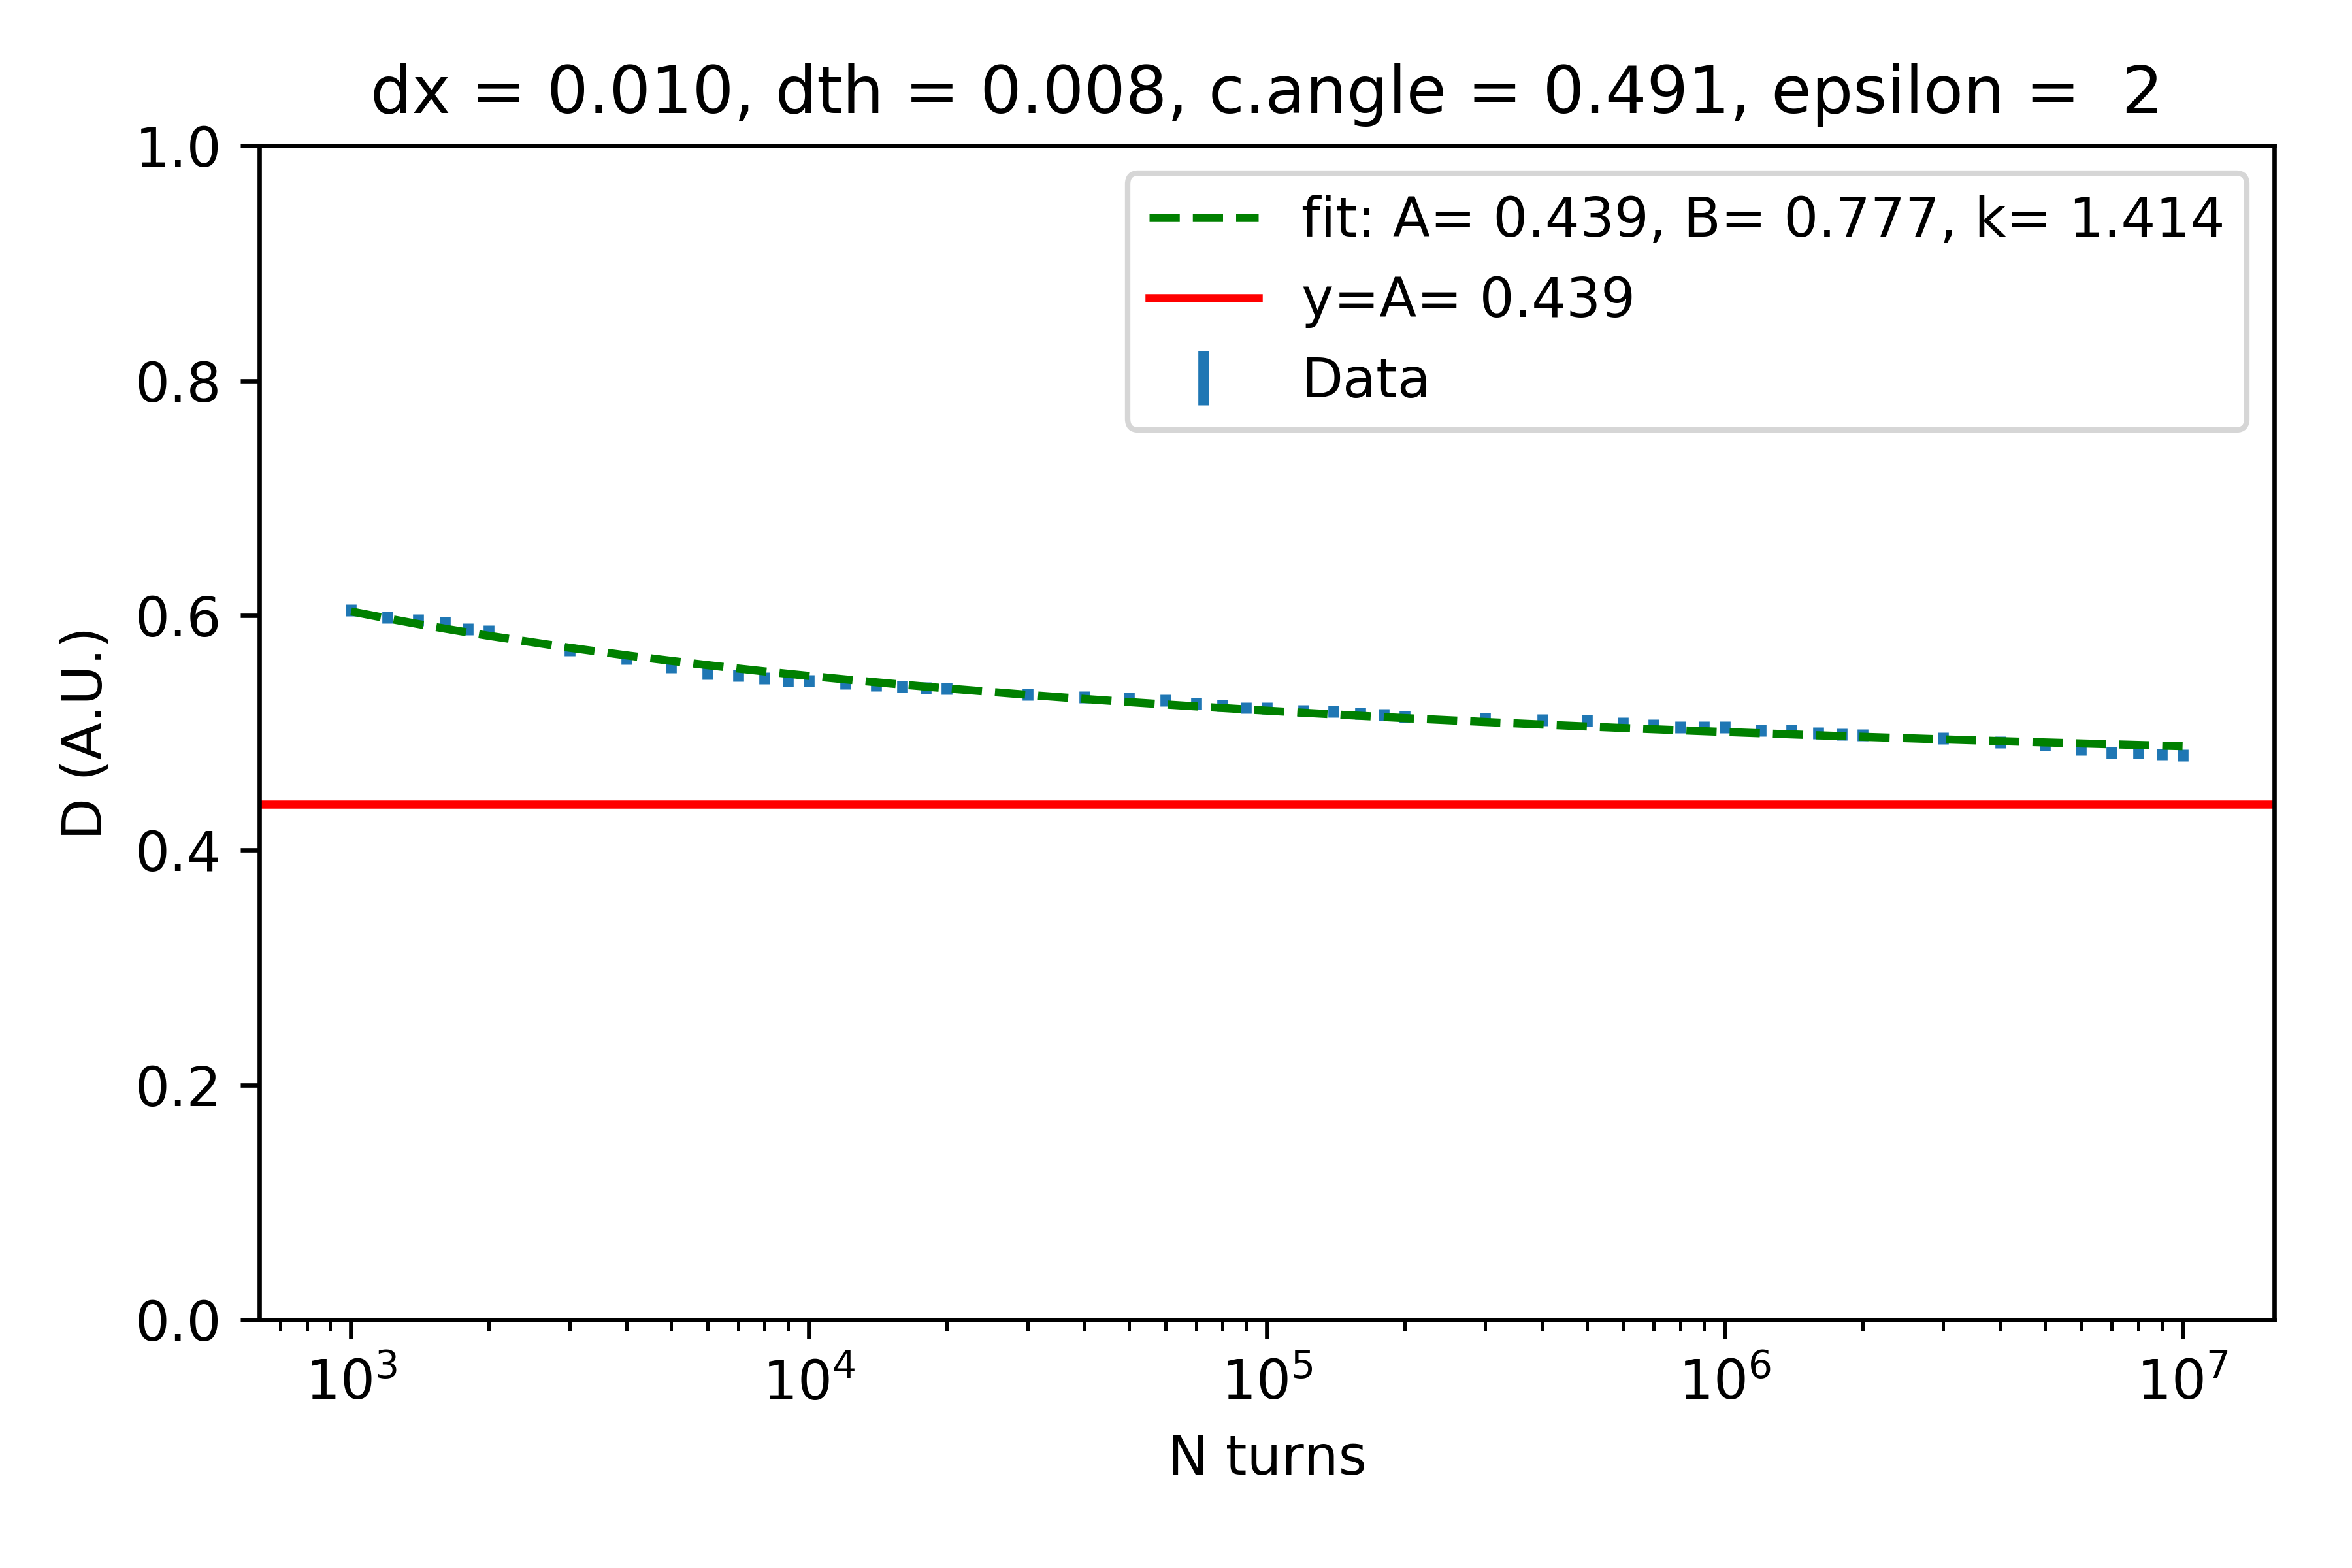 dx = 0.010, dth = 0.008, c.angle = 0.491, epsilon =  2
1.0
0.8
0.6
0.4
0.2
0.0
D (A.U.)
fit: A= 0.439, B= 0.777, k= 1.414
y=A= 0.439
Data
10³ 10⁴ 10⁵ 10⁶ 10⁷
N turns